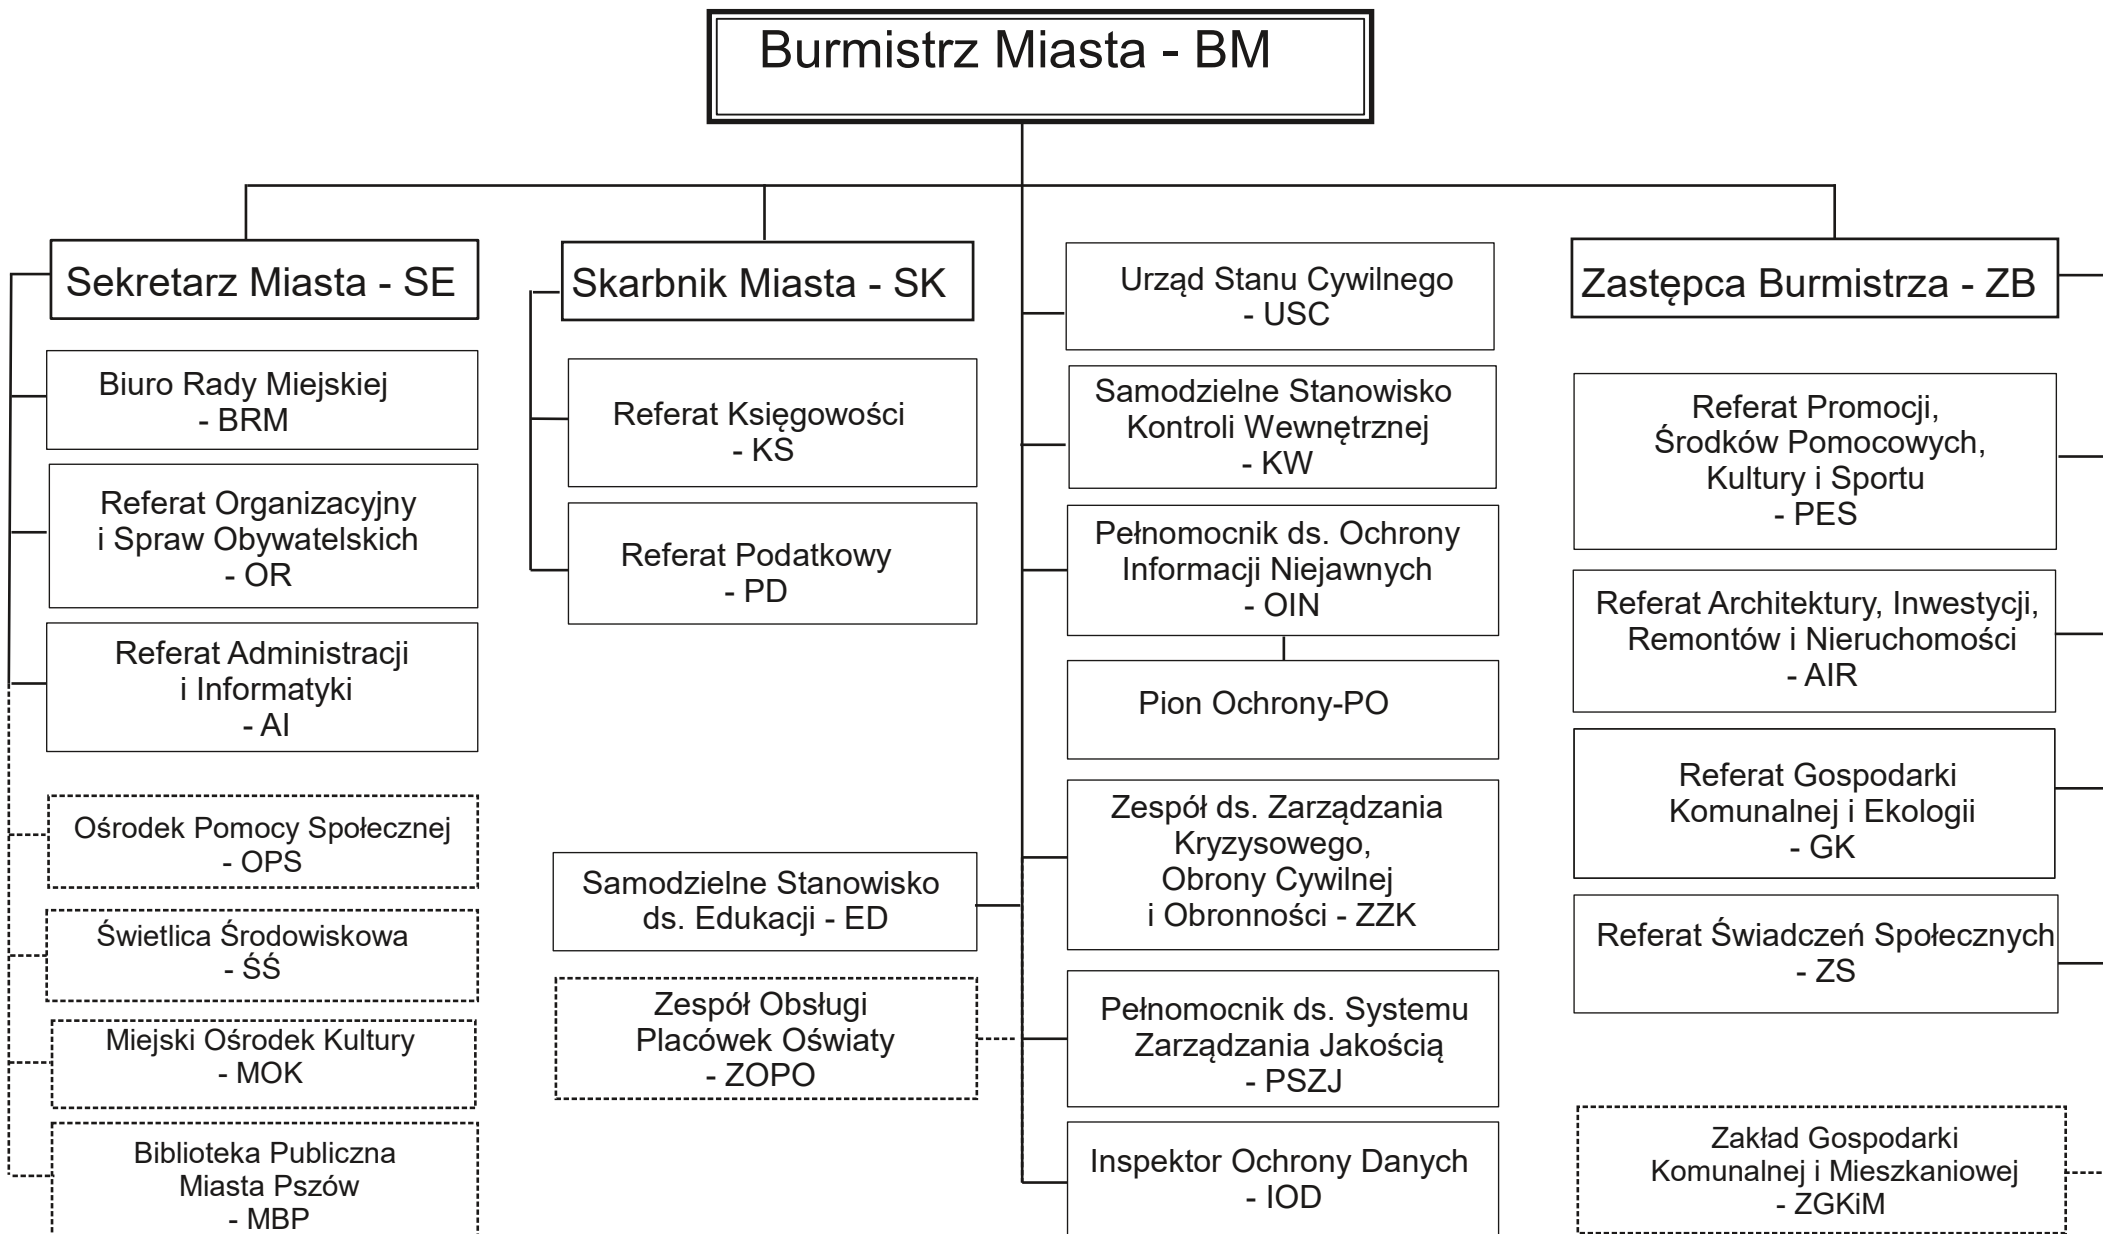 Burmistrz Miasta - BM
Sekretarz Miasta - SE
Biuro Rady Miejskiej
- BRM
Referat Organizacyjny
i Spraw Obywatelskich
- OR
Referat Administracji
i Informatyki
- AI
Ośrodek Pomocy Społecznej
- OPS
Świetlica Środowiskowa
- ŚŚ
Miejski Ośrodek Kultury
- MOK
Biblioteka Publiczna
Miasta Pszów
- MBP
Skarbnik Miasta - SK
Referat Księgowości
- KS
Referat Podatkowy
- PD
Samodzielne Stanowisko
ds. Edukacji - ED
Zespół Obsługi
Placówek Oświaty
- ZOPO
Urząd Stanu Cywilnego
- USC
Samodzielne Stanowisko
Kontroli Wewnętrznej
- KW
Pełnomocnik ds. Ochrony
Informacji Niejawnych
- OIN
Pion Ochrony-PO
Zespół ds. Zarządzania
Kryzysowego,
Obrony Cywilnej
i Obronności - ZZK
Pełnomocnik ds. Systemu
Zarządzania Jakością
- PSZJ
Inspektor Ochrony Danych
- IOD
Zastępca Burmistrza - ZB
Referat Promocji,
Środków Pomocowych,
Kultury i Sportu
- PES
Referat Architektury, Inwestycji,
Remontów i Nieruchomości
- AIR
Referat Gospodarki
Komunalnej i Ekologii
- GK
Referat Świadczeń Społecznych
- ZS
Zakład Gospodarki
Komunalnej i Mieszkaniowej
- ZGKiM